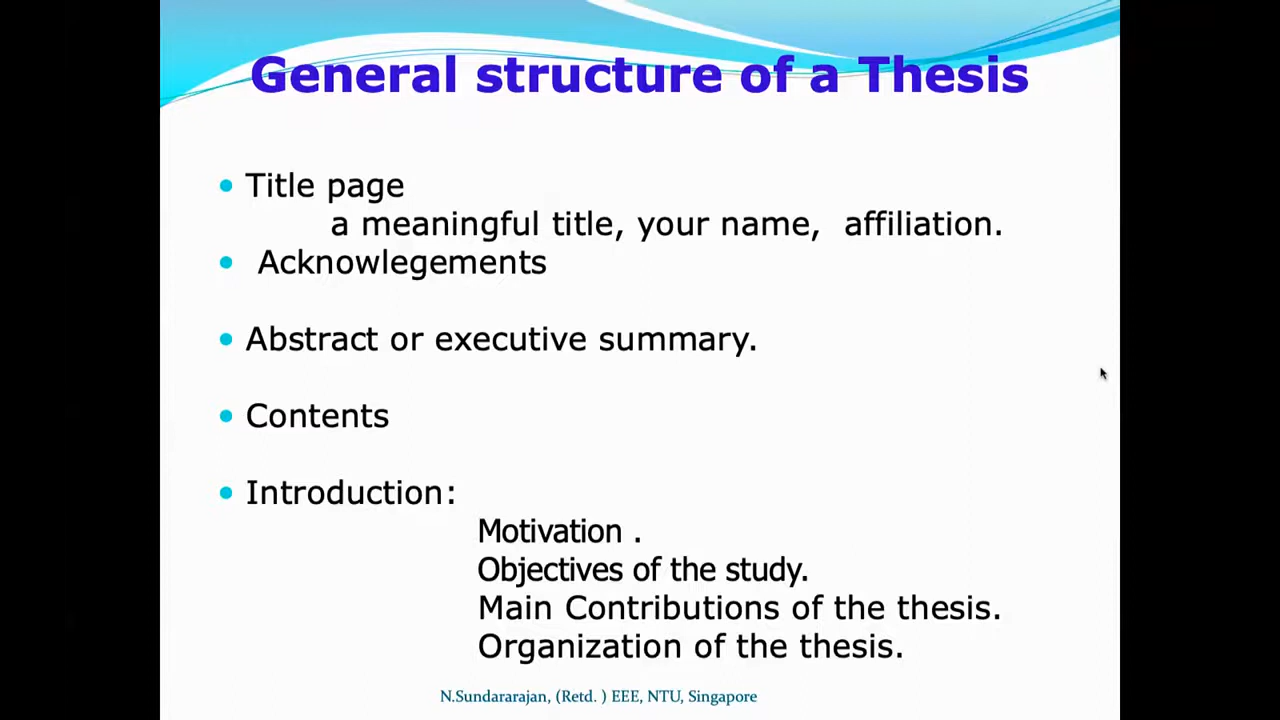 General structure of a Thesis
• Title page
a meaningful title, your name, affiliation.
• Acknowlegements
• Abstract or executive summary.
• Contents
• Introduction:
Motivation .
Objectives of the study.
Main Contributions of the thesis.
Organization of the thesis.
N.Sundararajan, (Retd. ) EEE, NTU, Singapore